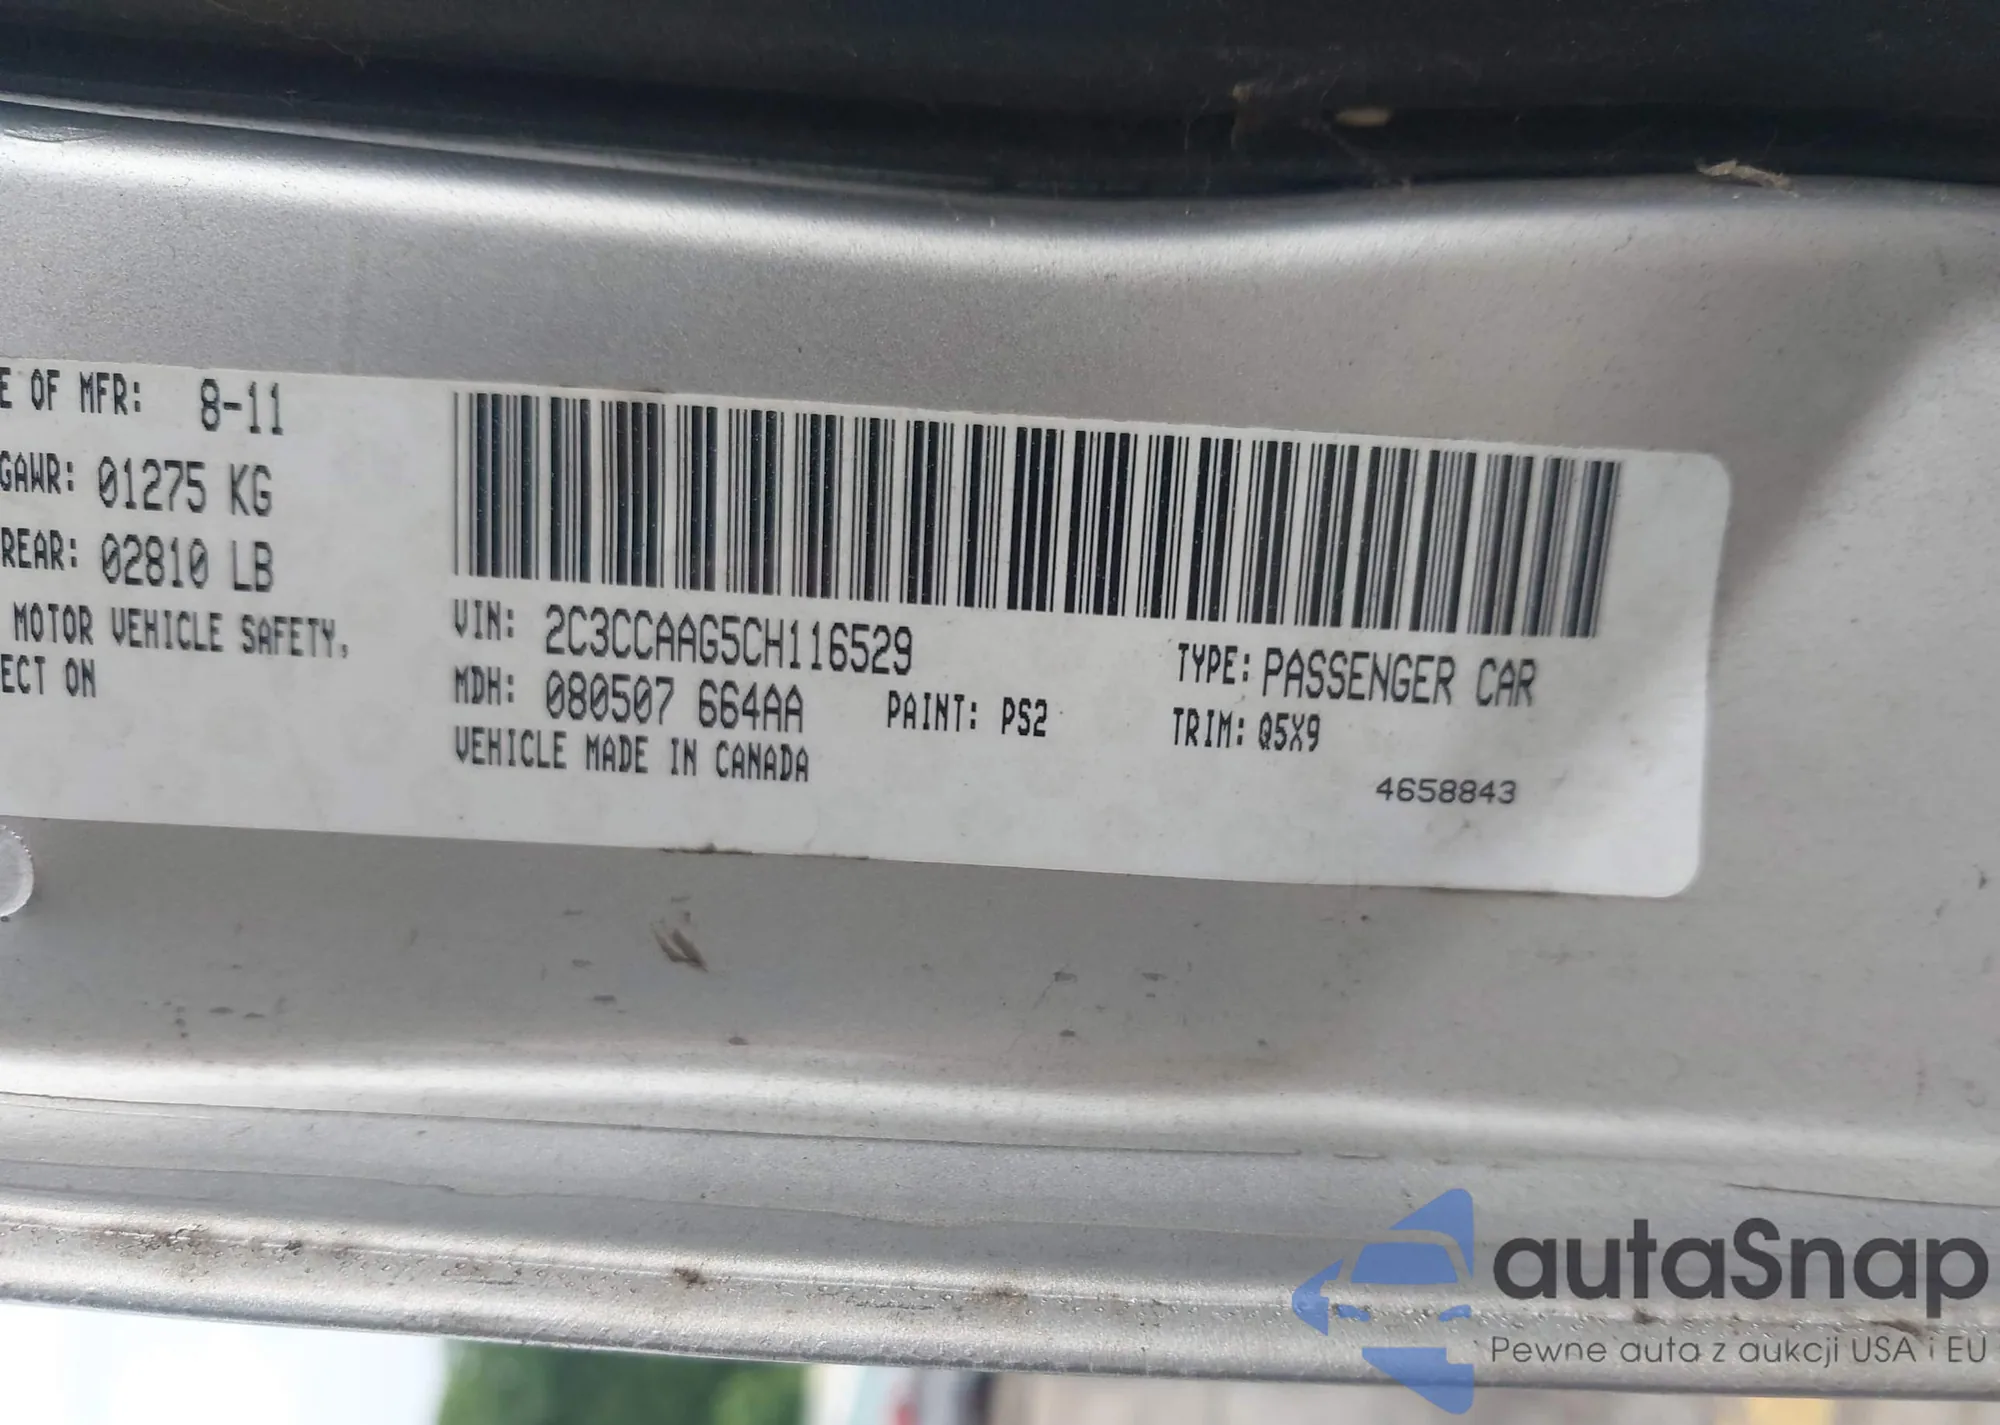 E OF MFR: 8-11
GAWR: 01275 KG
REAR: 02810 LB
MOTOR VEHICLE SAFETY,
ECT ON
VIN: 2C3CCAAG5CH116529
MDH: 080507 664AA PAINT: PS2
VEHICLE MADE IN CANADA
TYPE: PASSENGER CAR
TRIM: Q5X9
4658843
autaSnap
Pewne auta z aukcji USA i EU